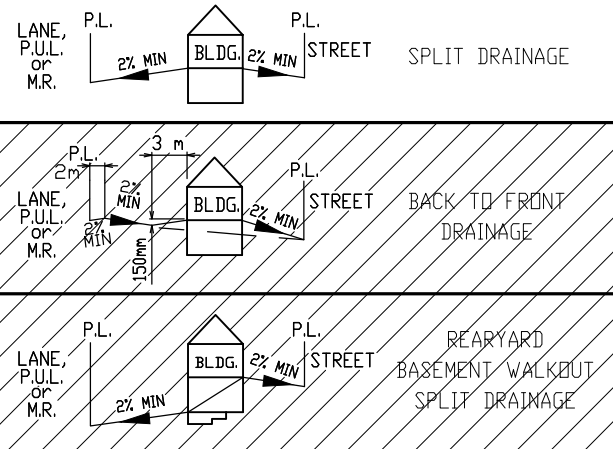 P.L.
P.L.
LANE,
P.U.L.
or
M.R.
2% MIN
BLDG.
2% MIN
STREET
SPLIT DRAINAGE
3 m
P.L.
2m
P.L.
2%
MIN
LANE,
P.U.L.
or
M.R.
2%
MIN
150mm
BLDG.
2% MIN
STREET
BACK TO FRONT
DRAINAGE
P.L.
P.L.
LANE,
P.U.L.
or
M.R.
2% MIN
BLDG.
2% MIN
STREET
REARYARD
BASEMENT WALKOUT
SPLIT DRAINAGE